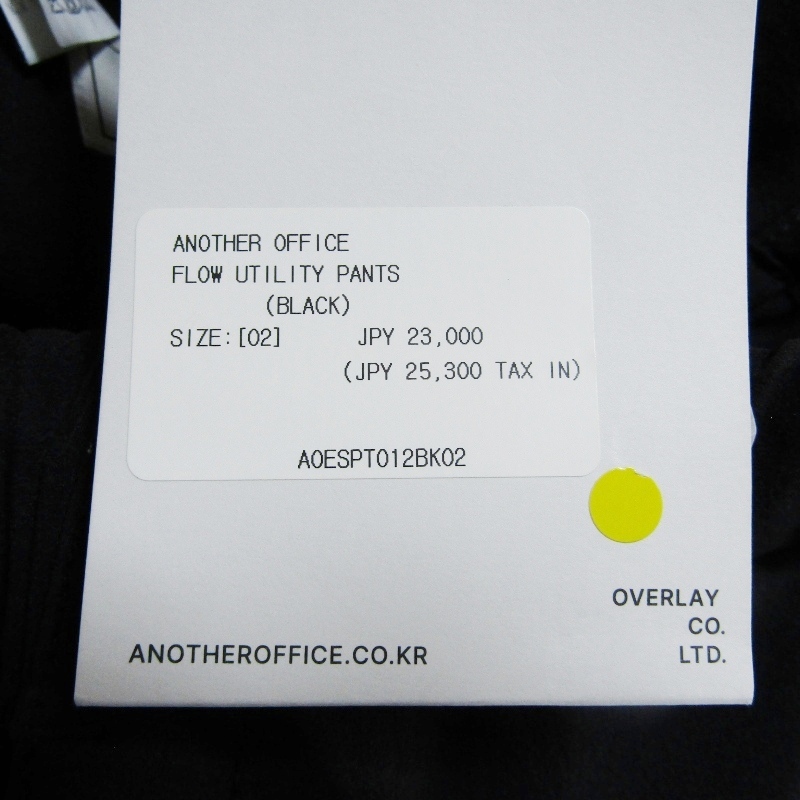 ANOTHER OFFICE
FLOW UTILITY PANTS
(BLACK)
SIZE:[02] JPY 23,000
(JPY 25,300 TAX IN)
AOESPT012BK02
OVERLAY
CO.
LTD.
ANOTHEROFFICE.CO.KR